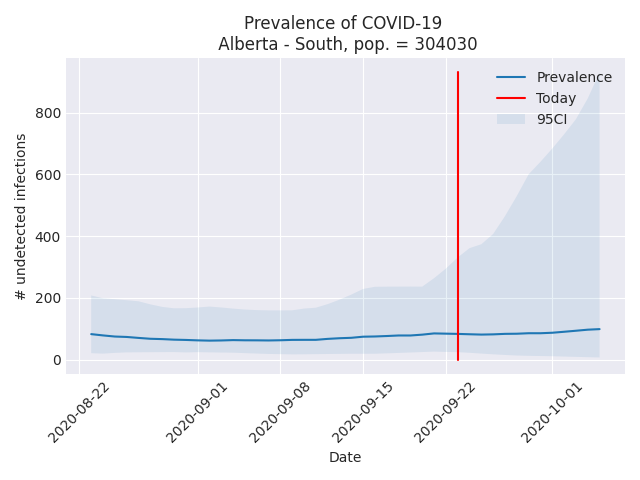 Prevalence of COVID-19
Alberta - South, pop. = 304030
Prevalence
Today
95CI
# undetected infections
800
600
400
200
0
2020-08-22
2020-09-01
2020-09-08
2020-09-15
2020-09-22
2020-10-01
Date